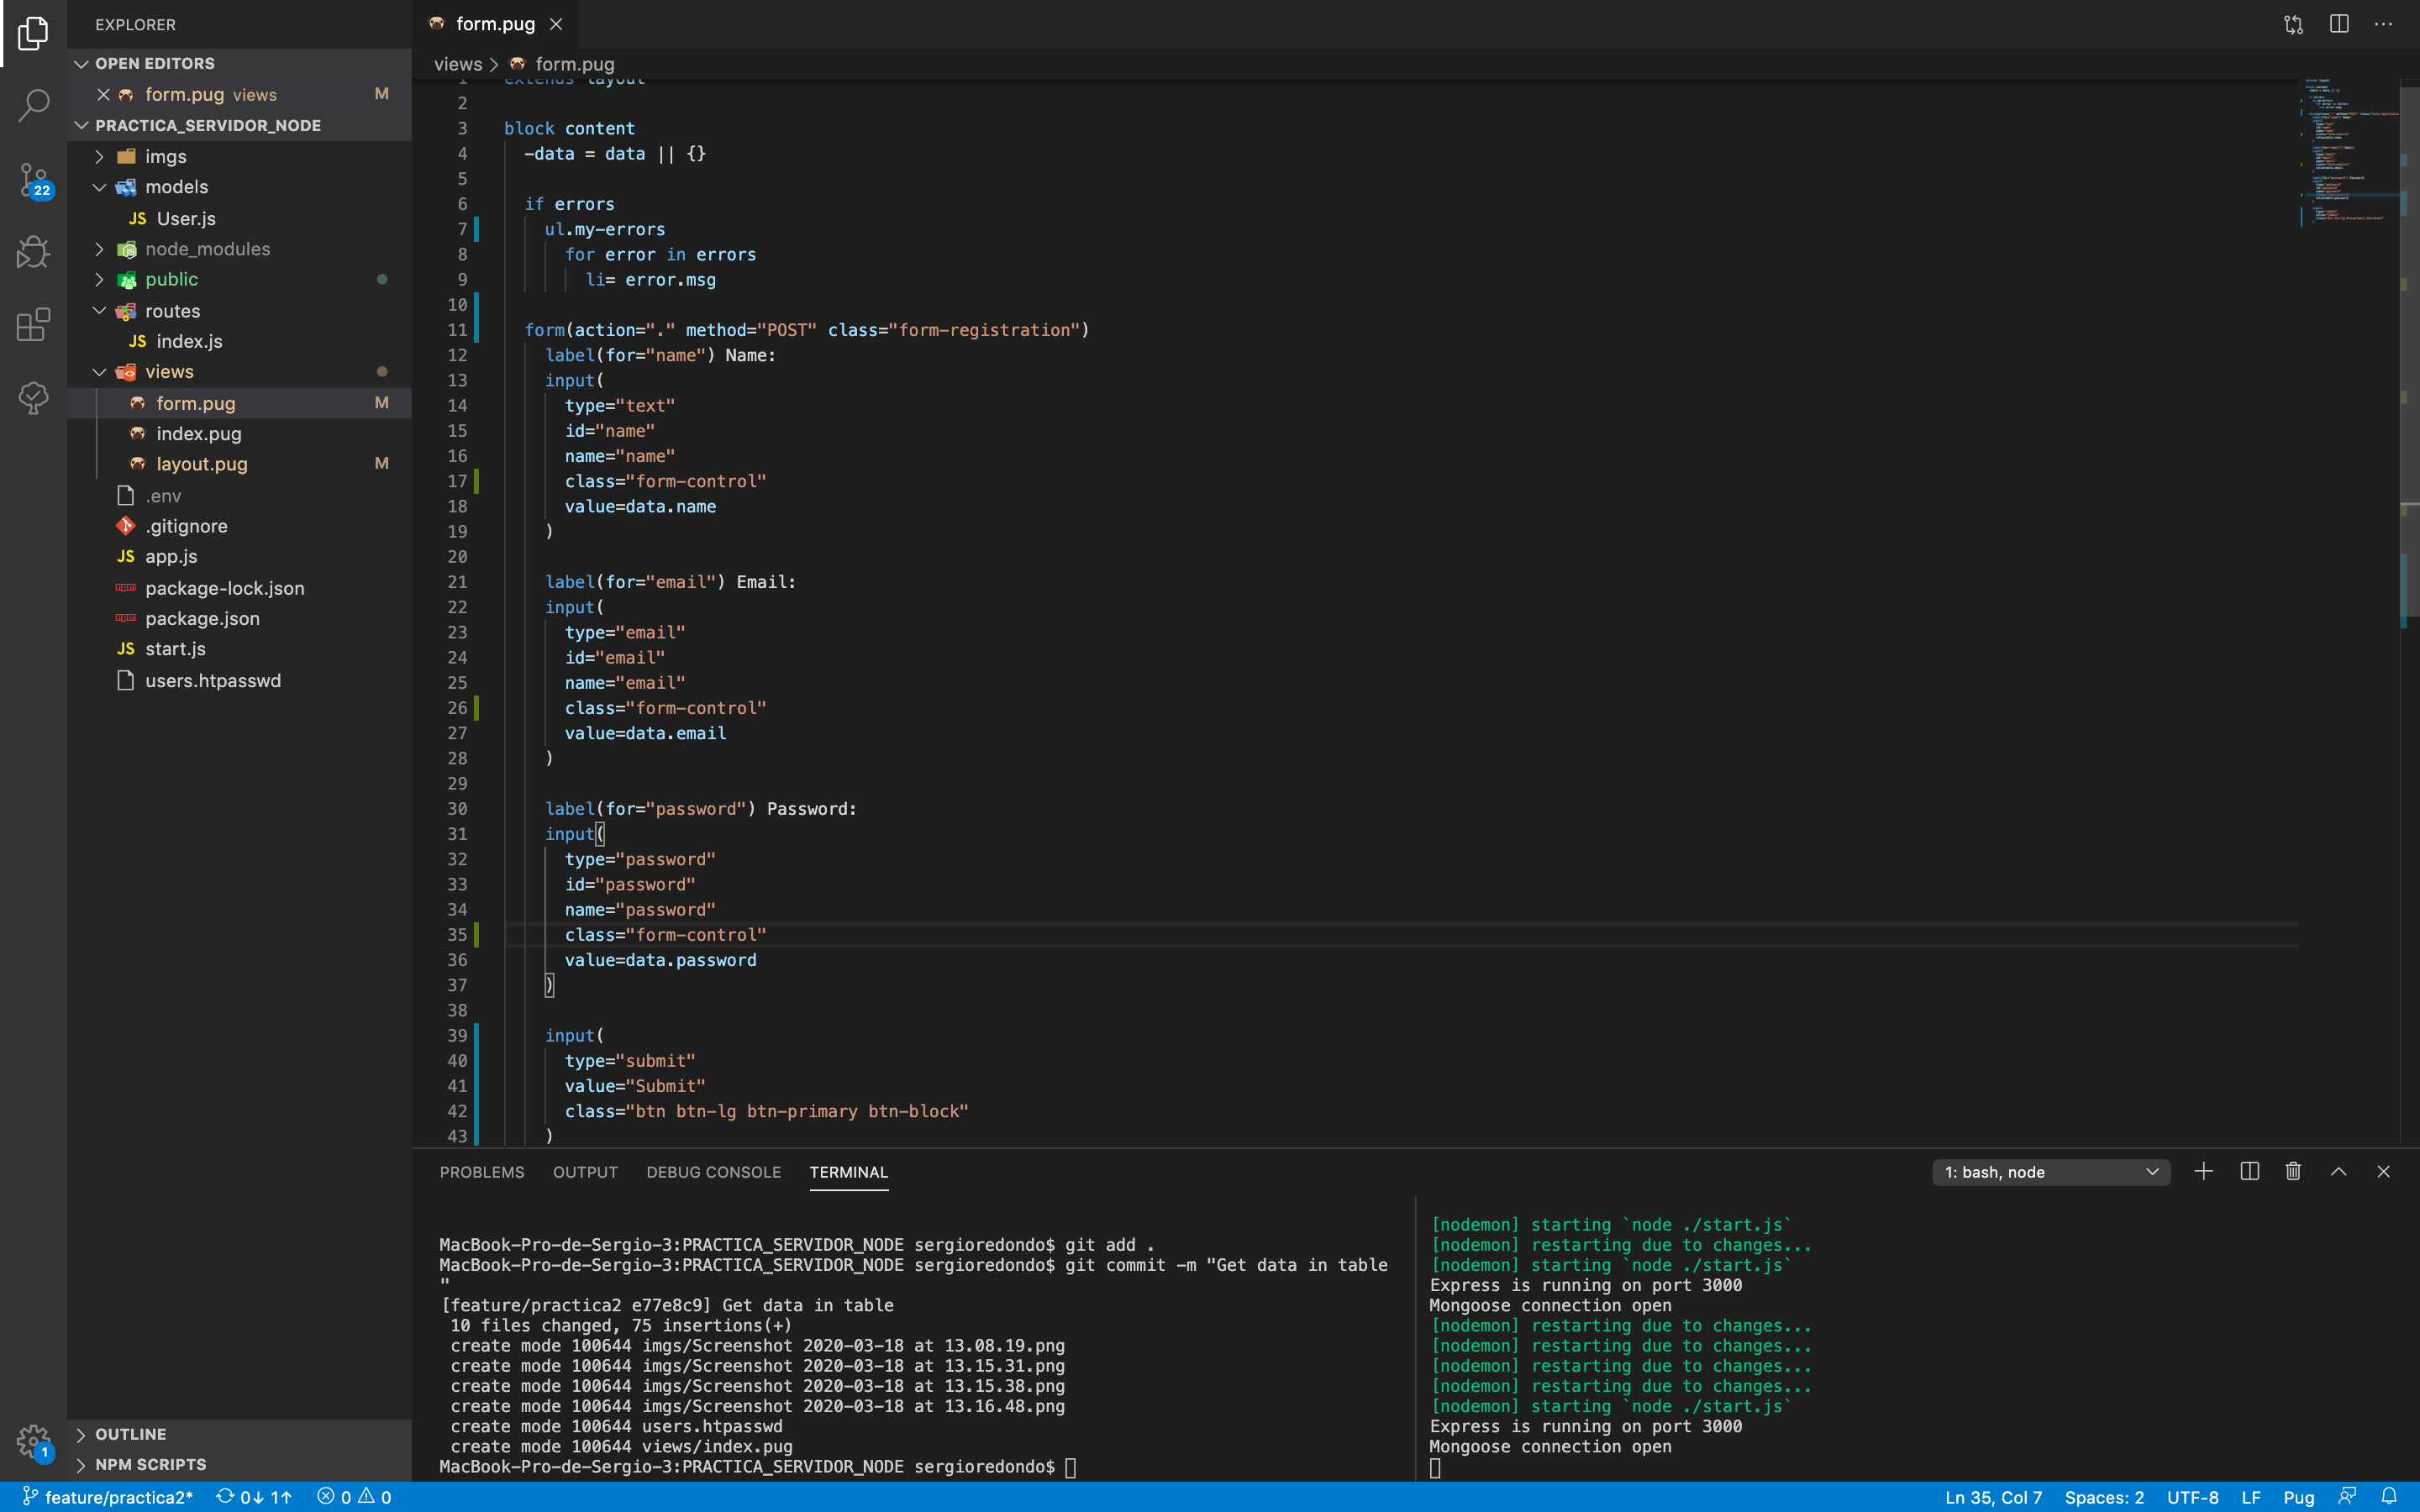 EXPLORER
OPEN EDITORS
form.pug views M
PRACTICA_SERVIDOR_NODE
imgs
models
JS User.js
node_modules
public
routes
JS index.js
views
form.pug M
index.pug
layout.pug M
.env
.gitignore
JS app.js
package-lock.json
package.json
JS start.js
users.htpasswd
OUTLINE
NPM SCRIPTS
22
1
form.pug
views > form.pug
1 extends layout
2
3 block content
4 -data = data || {}
5
6 if errors
7 ul.my-errors
8 for error in errors
9 li= error.msg
10
11 form(action="." method="POST" class="form-registration")
12 label(for="name") Name:
13 input(
14 type="text"
15 id="name"
16 name="name"
17 class="form-control"
18 value=data.name
19 )
20
21 label(for="email") Email:
22 input(
23 type="email"
24 id="email"
25 name="email"
26 class="form-control"
27 value=data.email
28 )
29
30 label(for="password") Password:
31 input(
32 type="password"
33 id="password"
34 name="password"
35 class="form-control"
36 value=data.password
37 )
38
39 input(
40 type="submit"
41 value="Submit"
42 class="btn btn-lg btn-primary btn-block"
43 )
PROBLEMS OUTPUT DEBUG CONSOLE TERMINAL
1: bash, node
MacBook-Pro-de-Sergio-3:PRACTICA_SERVIDOR_NODE sergioredondo$ git add .
MacBook-Pro-de-Sergio-3:PRACTICA_SERVIDOR_NODE sergioredondo$ git commit -m "Get data in table
"
[feature/practica2 e77e8c9] Get data in table
10 files changed, 75 insertions(+)
create mode 100644 imgs/Screenshot 2020-03-18 at 13.08.19.png
create mode 100644 imgs/Screenshot 2020-03-18 at 13.15.31.png
create mode 100644 imgs/Screenshot 2020-03-18 at 13.15.38.png
create mode 100644 imgs/Screenshot 2020-03-18 at 13.16.48.png
create mode 100644 users.htpasswd
create mode 100644 views/index.pug
MacBook-Pro-de-Sergio-3:PRACTICA_SERVIDOR_NODE sergioredondo$
[nodemon] starting `node ./start.js`
[nodemon] restarting due to changes...
[nodemon] starting `node ./start.js`
Express is running on port 3000
Mongoose connection open
[nodemon] restarting due to changes...
[nodemon] restarting due to changes...
[nodemon] restarting due to changes...
[nodemon] restarting due to changes...
[nodemon] starting `node ./start.js`
Express is running on port 3000
Mongoose connection open
feature/practica2* 0↓ 1↑ 0 0
Ln 35, Col 7 Spaces: 2 UTF-8 LF Pug